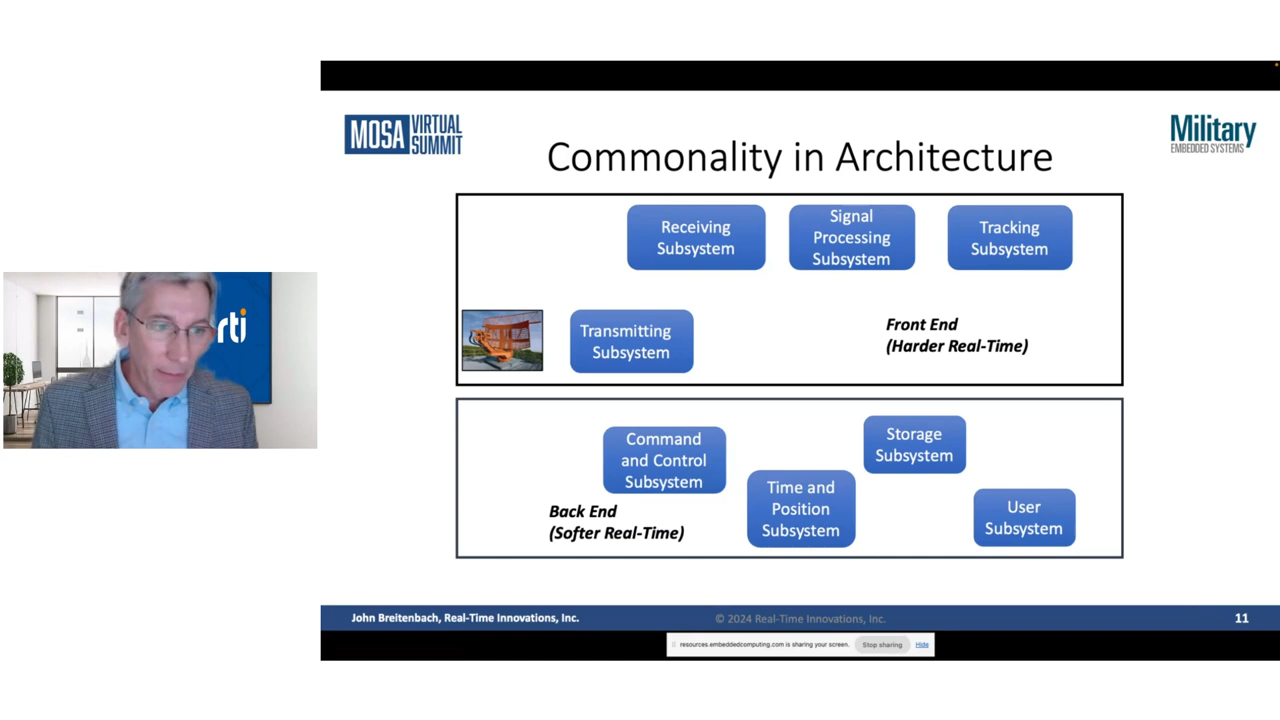 MOSA VIRTUAL SUMMIT
Military
EMBEDDED SYSTEMS
Commonality in Architecture
Receiving
Subsystem
Signal
Processing
Subsystem
Tracking
Subsystem
Transmitting
Subsystem
Front End
(Harder Real-Time)
rti
Command
and Control
Subsystem
Storage
Subsystem
Time and
Position
Subsystem
User
Subsystem
Back End
(Softer Real-Time)
John Breitenbach, Real-Time Innovations, Inc.
© 2024 Real-Time Innovations, Inc.
11
resources.embeddedcomputing.com is sharing your screen.
Stop sharing
Hide